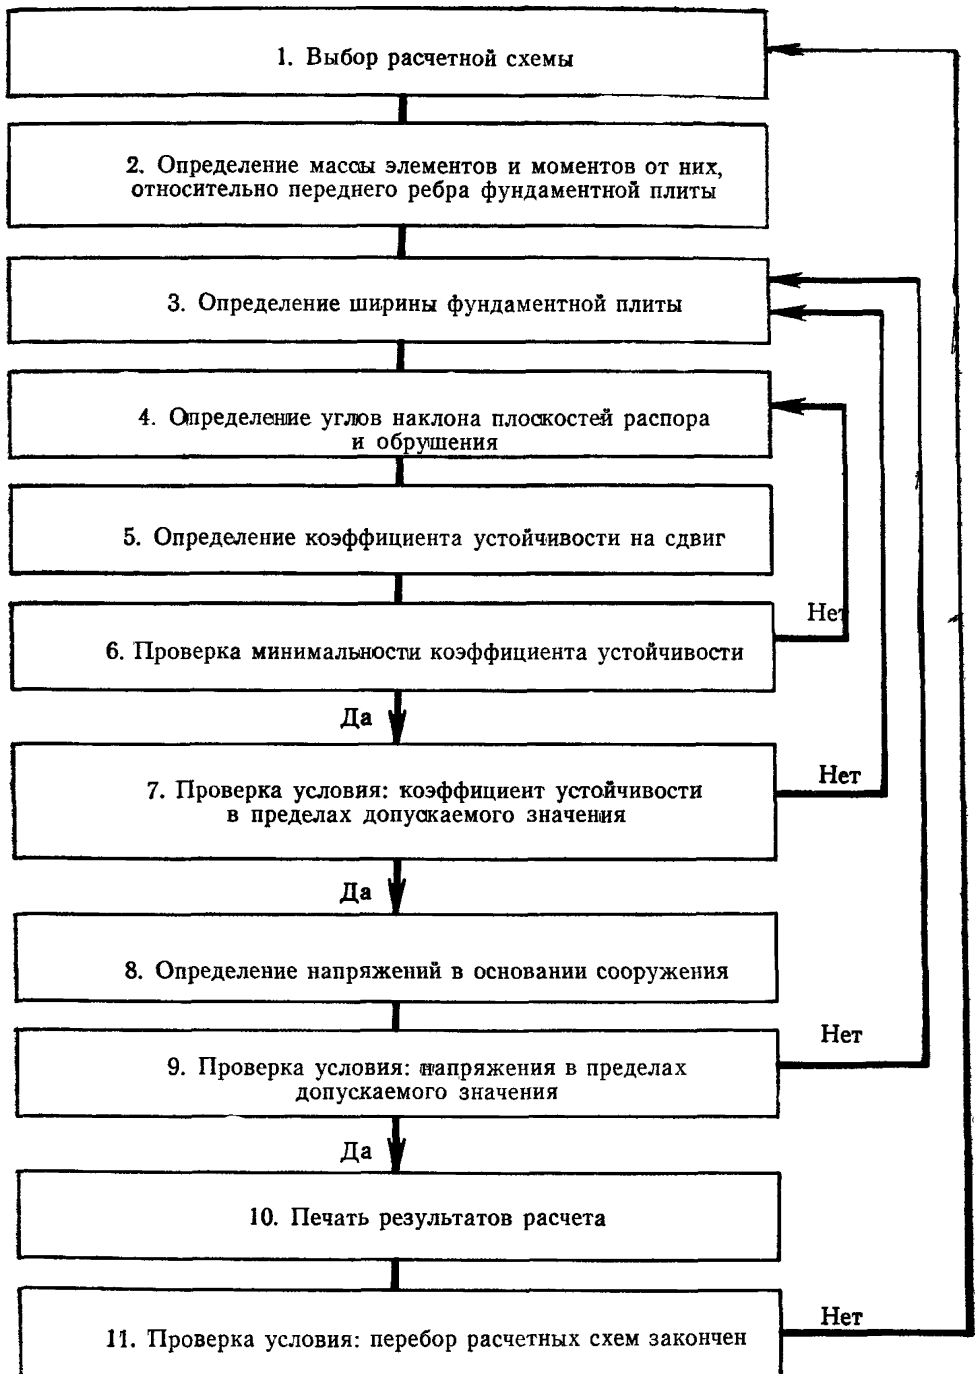 1. Выбор расчетной схемы
2. Определение массы элементов и моментов от них,
относительно переднего ребра фундаментной плиты
3. Определение ширины фундаментной плиты
4. Определение углов наклона плоскостей распора
и обрушения
5. Определение коэффициента устойчивости на сдвиг
Нет
6. Проверка минимальности коэффициента устойчивости
Да
7. Проверка условия: коэффициент устойчивости
в пределах допускаемого значения
Нет
Да
8. Определение напряжений в основании сооружения
Нет
9. Проверка условия: напряжения в пределах
допускаемого значения
Да
10. Печать результатов расчета
Нет
11. Проверка условия: перебор расчетных схем закончен